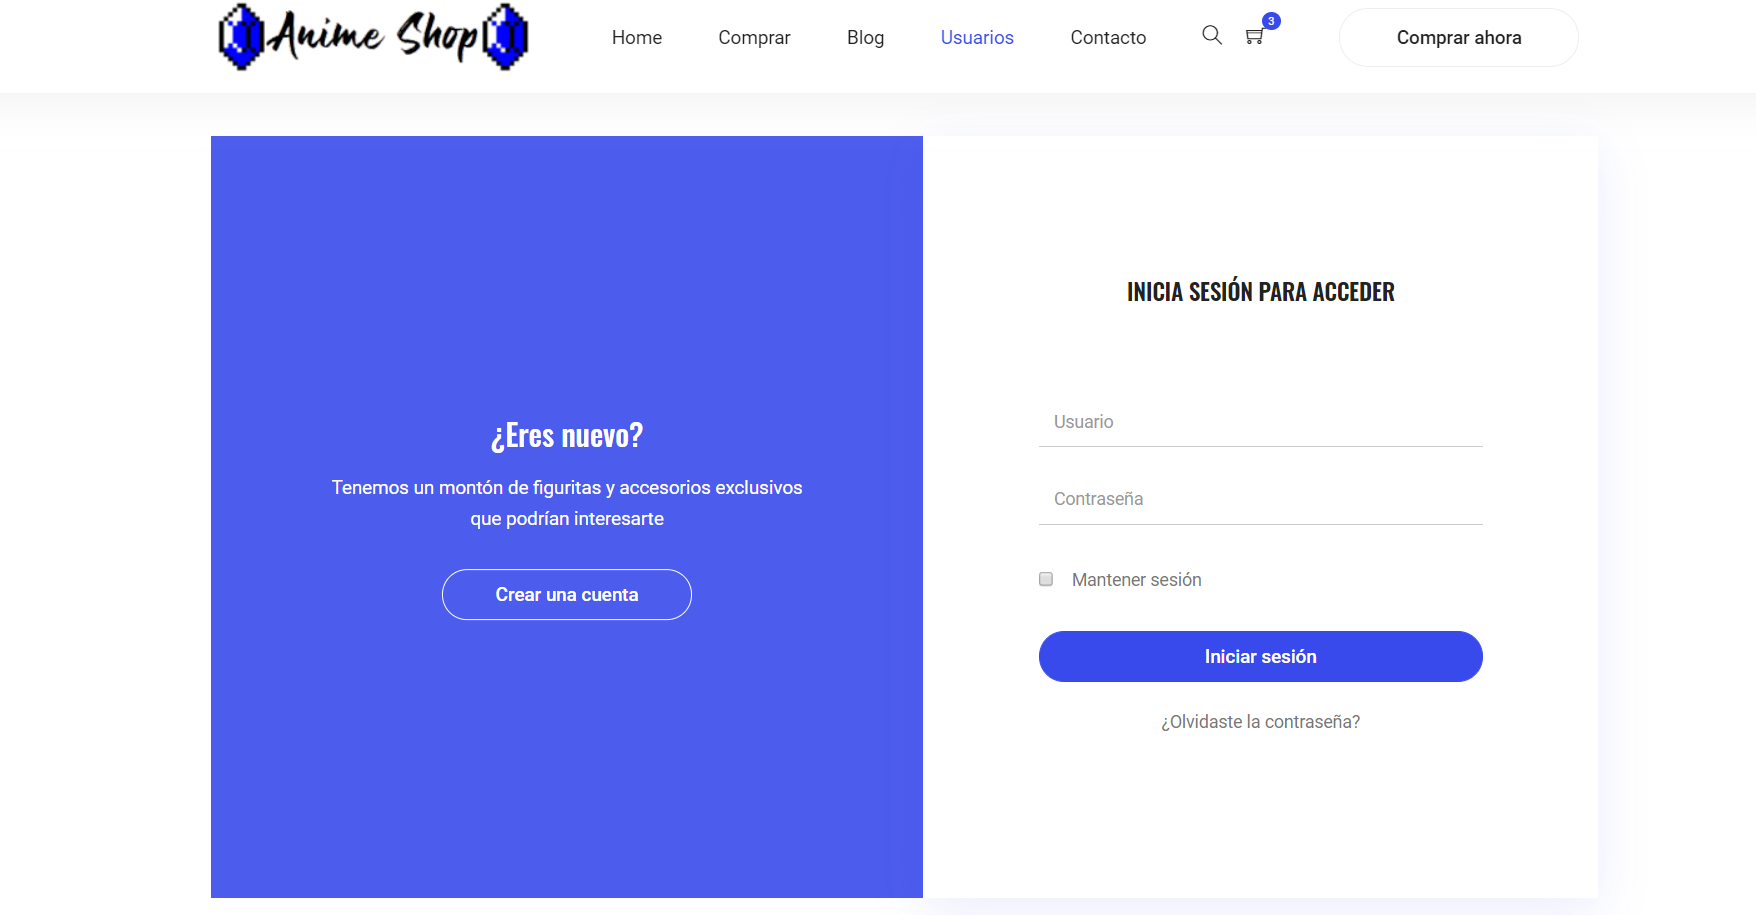 Anime Shop
Home Comprar Blog Usuarios Contacto 3 Comprar ahora
¿Eres nuevo?
Tenemos un montón de figuritas y accesorios exclusivos
que podrían interesarte
Crear una cuenta
INICIA SESIÓN PARA ACCEDER
Usuario
Contraseña
Mantener sesión
Iniciar sesión
¿Olvidaste la contraseña?